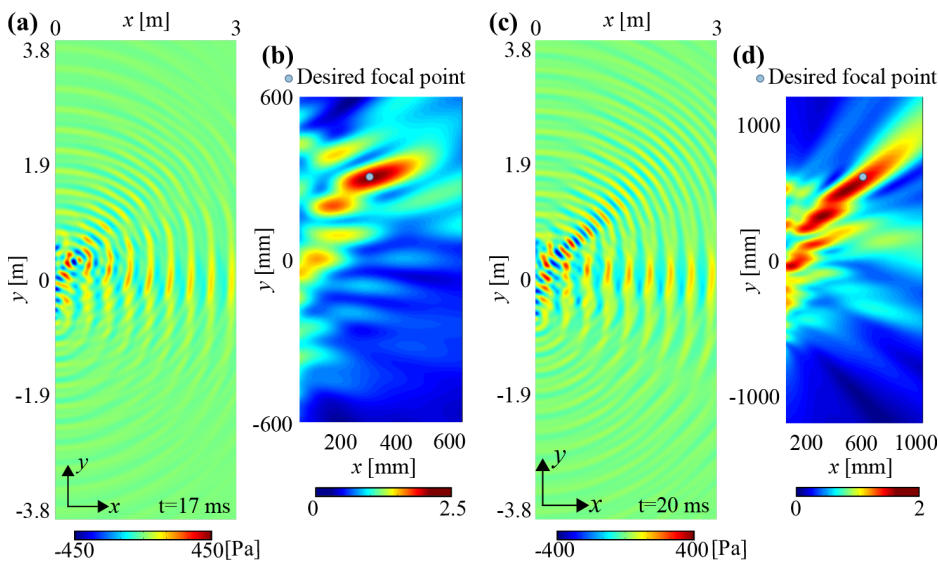 (a)
x [m]
0
3
3.8
1.9
0
-1.9
-3.8
y [m]
y
x
t=17 ms
-450
450
[Pa]
(b)
Desired focal point
600
0
-600
y [mm]
200
400
600
x [mm]
0
2.5
(c)
x [m]
0
3
3.8
1.9
0
-1.9
-3.8
y [m]
y
x
t=20 ms
-400
400
[Pa]
(d)
Desired focal point
1000
0
-1000
y [mm]
200
600
1000
x [mm]
0
2